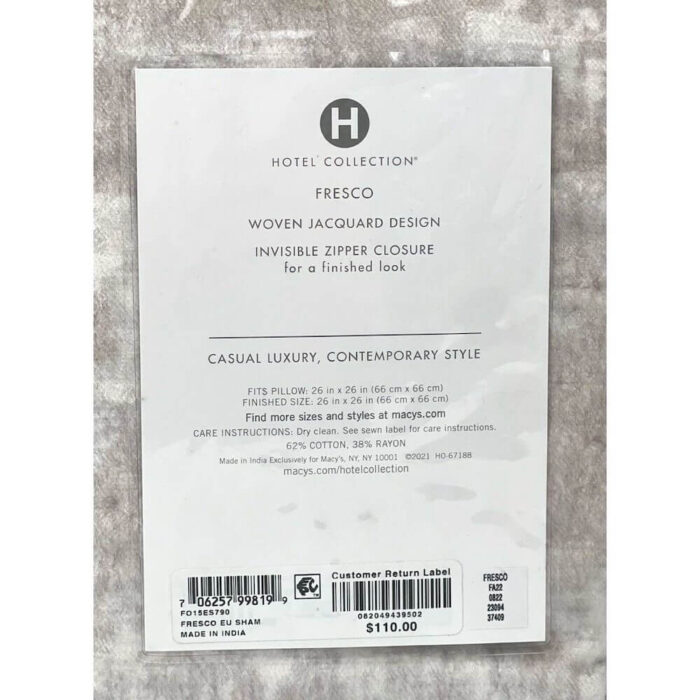 H
HOTEL COLLECTION®
FRESCO
WOVEN JACQUARD DESIGN
INVISIBLE ZIPPER CLOSURE
for a finished look
CASUAL LUXURY, CONTEMPORARY STYLE
FITS PILLOW: 26 in x 26 in (66 cm x 66 cm)
FINISHED SIZE: 26 in x 26 in (66 cm x 66 cm)
Find more sizes and styles at macys.com
CARE INSTRUCTIONS: Dry clean. See sewn label for care instructions.
62% COTTON, 38% RAYON
Made in India Exclusively for Macy's, NY, NY 10001 ©2021 HO-67188
macys.com/hotelcollection
7 06257 99819 9
FO15ES790
FRESCO EU SHAM
MADE IN INDIA
Customer Return Label
082049439502
$110.00
FRESCO
FA22
0822
23094
37409